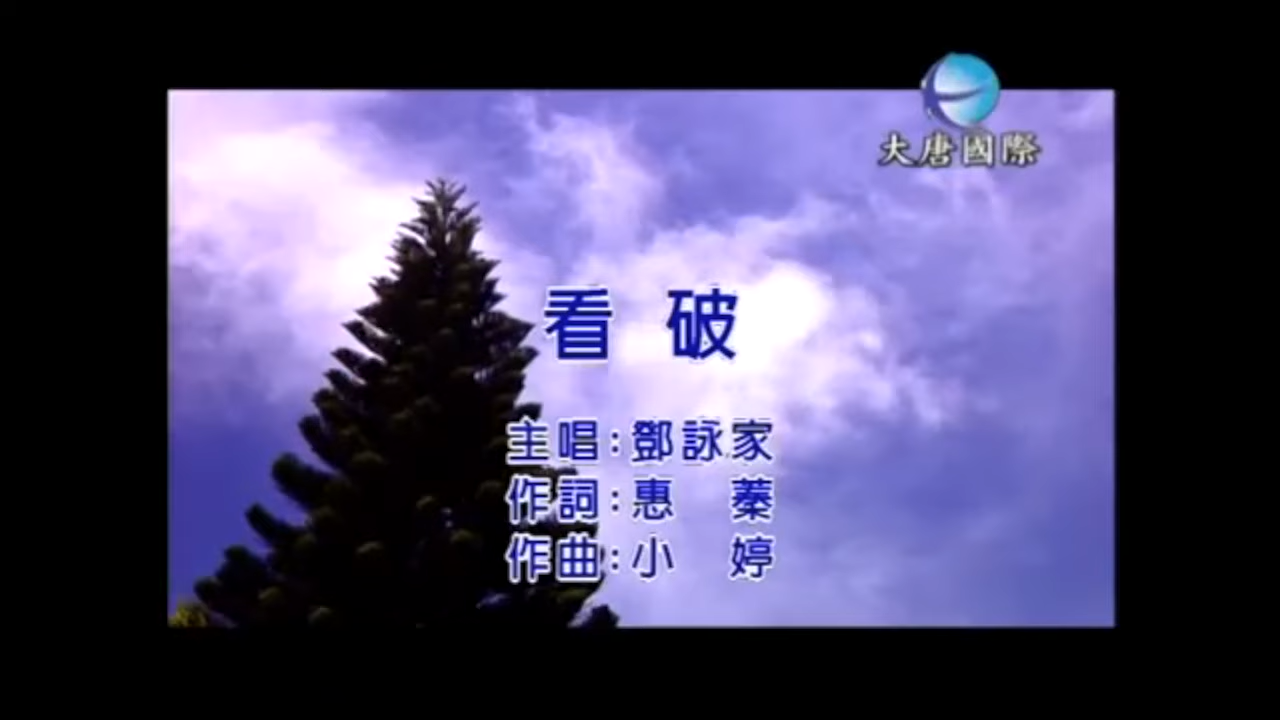 大唐國際
看 破
主唱:鄧詠家
作詞:惠 蓁
作曲:小 婷